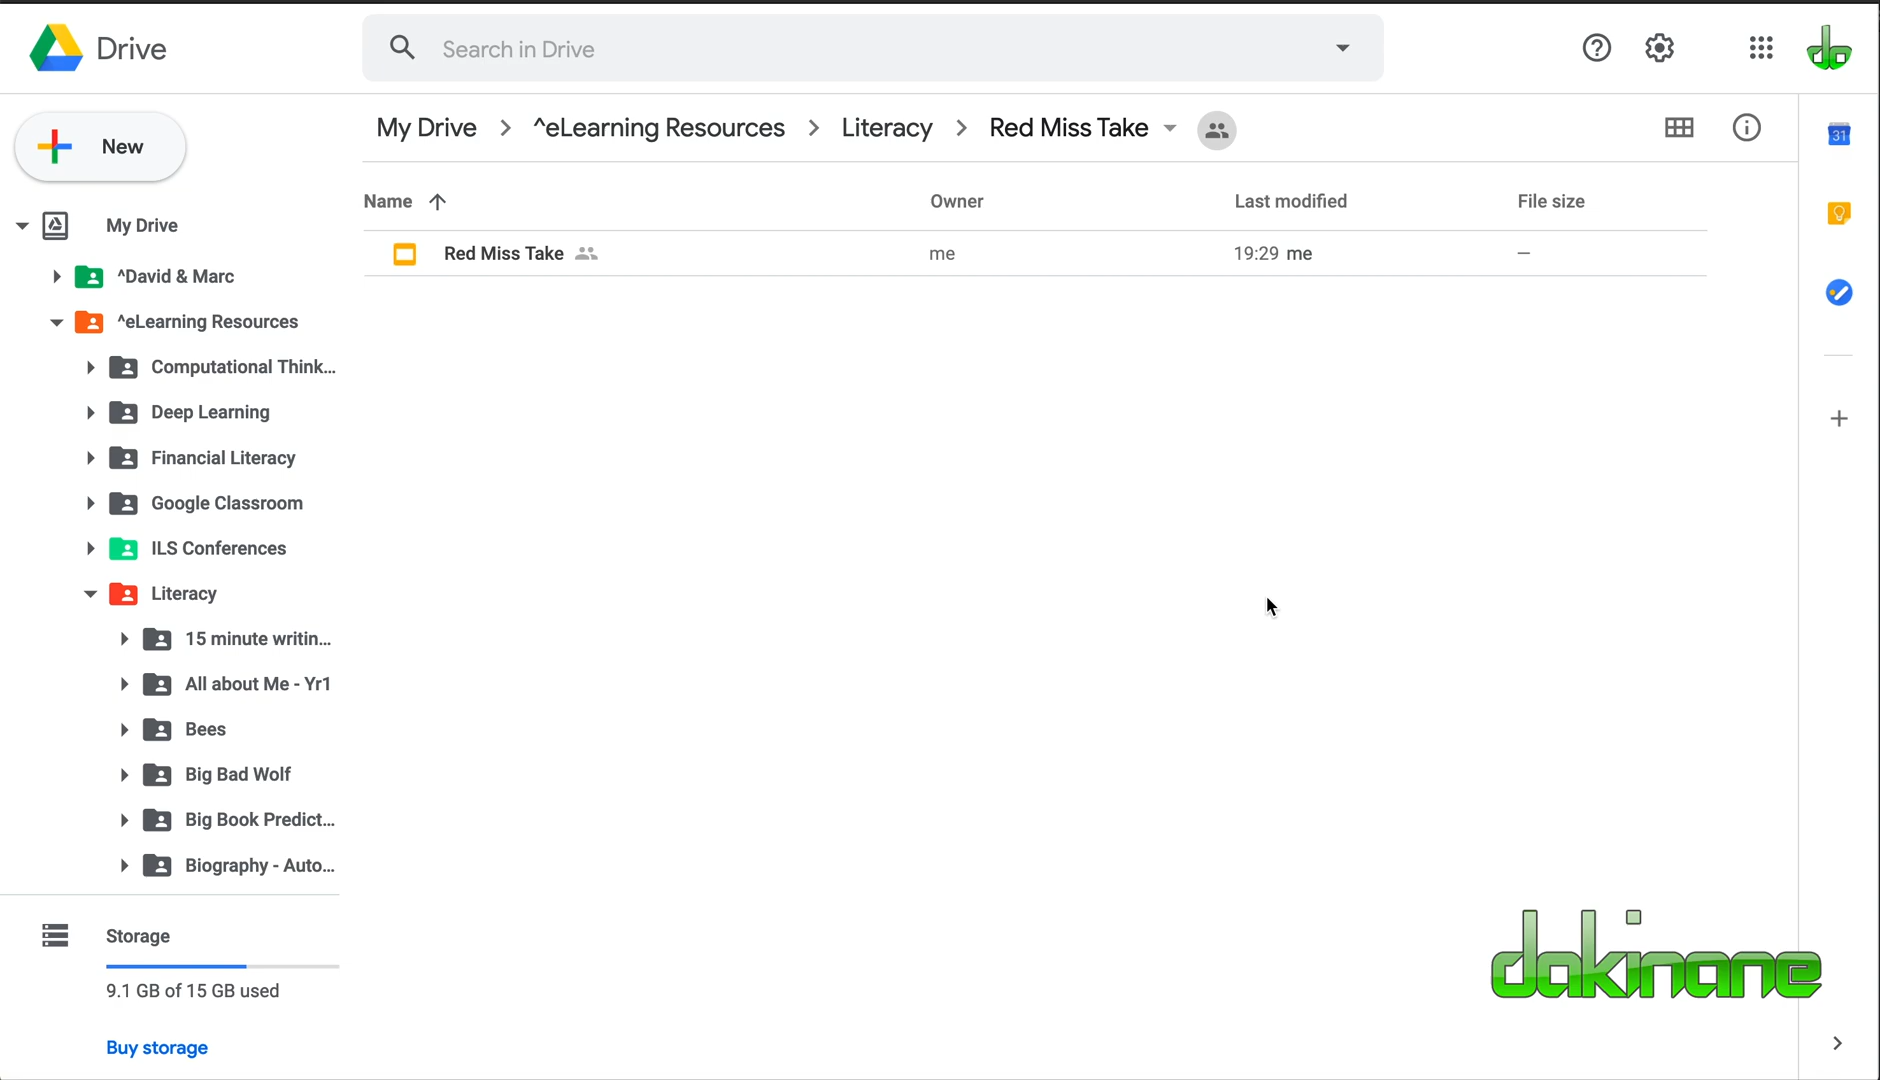 Drive
Search in Drive
New
My Drive
^David & Marc
^eLearning Resources
Computational Think...
Deep Learning
Financial Literacy
Google Classroom
ILS Conferences
Literacy
15 minute writin...
All about Me - Yr1
Bees
Big Bad Wolf
Big Book Predict...
Biography - Auto...
Storage
9.1 GB of 15 GB used
Buy storage
My Drive > ^eLearning Resources > Literacy > Red Miss Take
Name Owner Last modified File size
Red Miss Take me 19:29 me —
31
dakinane